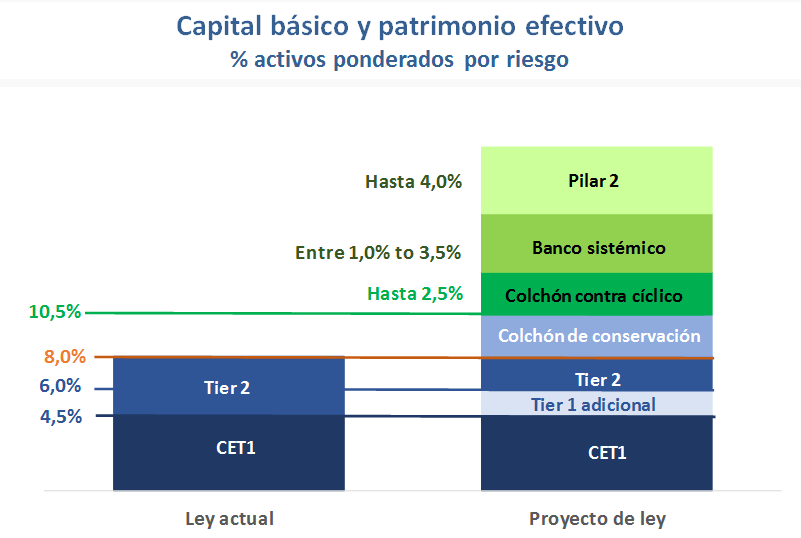 Capital básico y patrimonio efectivo
% activos ponderados por riesgo
Hasta 4,0%
Pilar 2
Entre 1,0% to 3,5%
Banco sistémico
Hasta 2,5%
Colchón contra cíclico
10,5%
Colchón de conservación
8,0%
6,0%
Tier 2
Tier 2
Tier 1 adicional
4,5%
CET1
CET1
Ley actual
Proyecto de ley